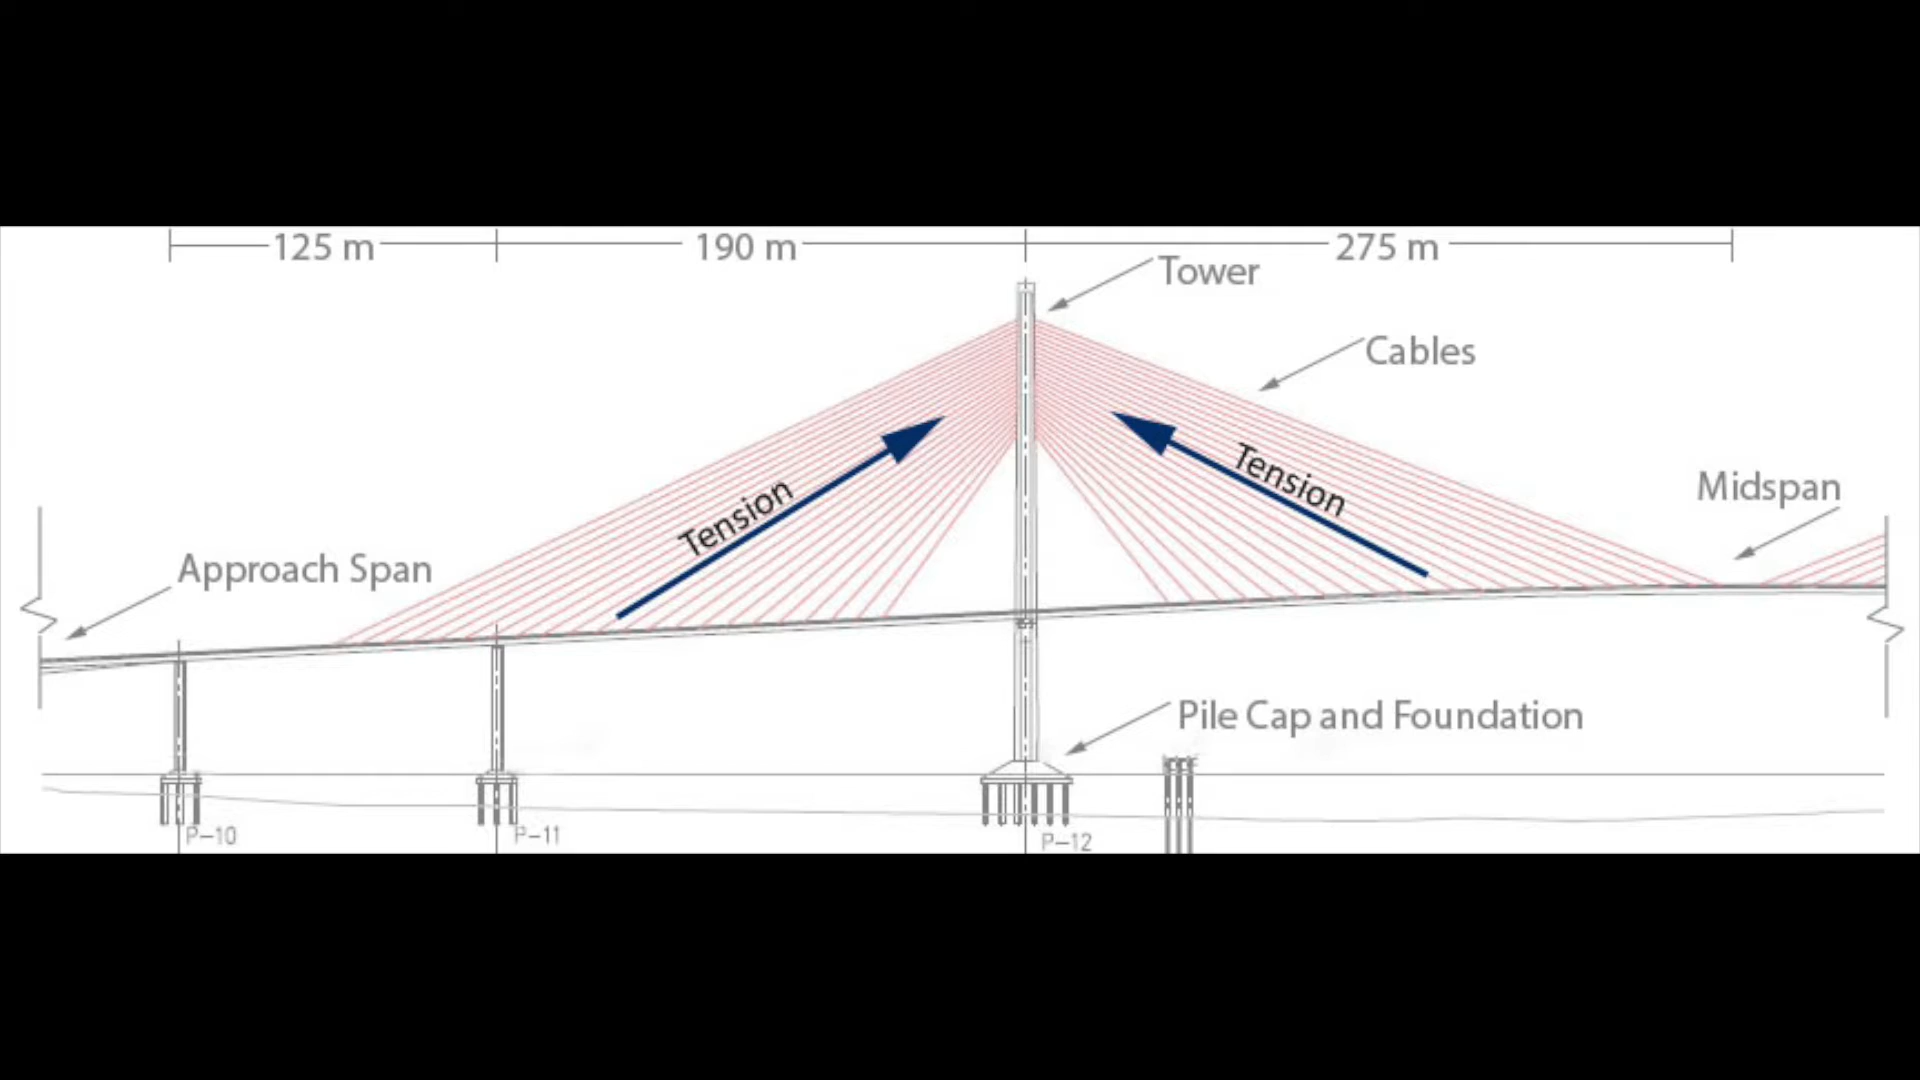 125 m
190 m
275 m
Tower
Cables
Tension
Tension
Midspan
Approach Span
Pile Cap and Foundation
P-10
P-11
P-12